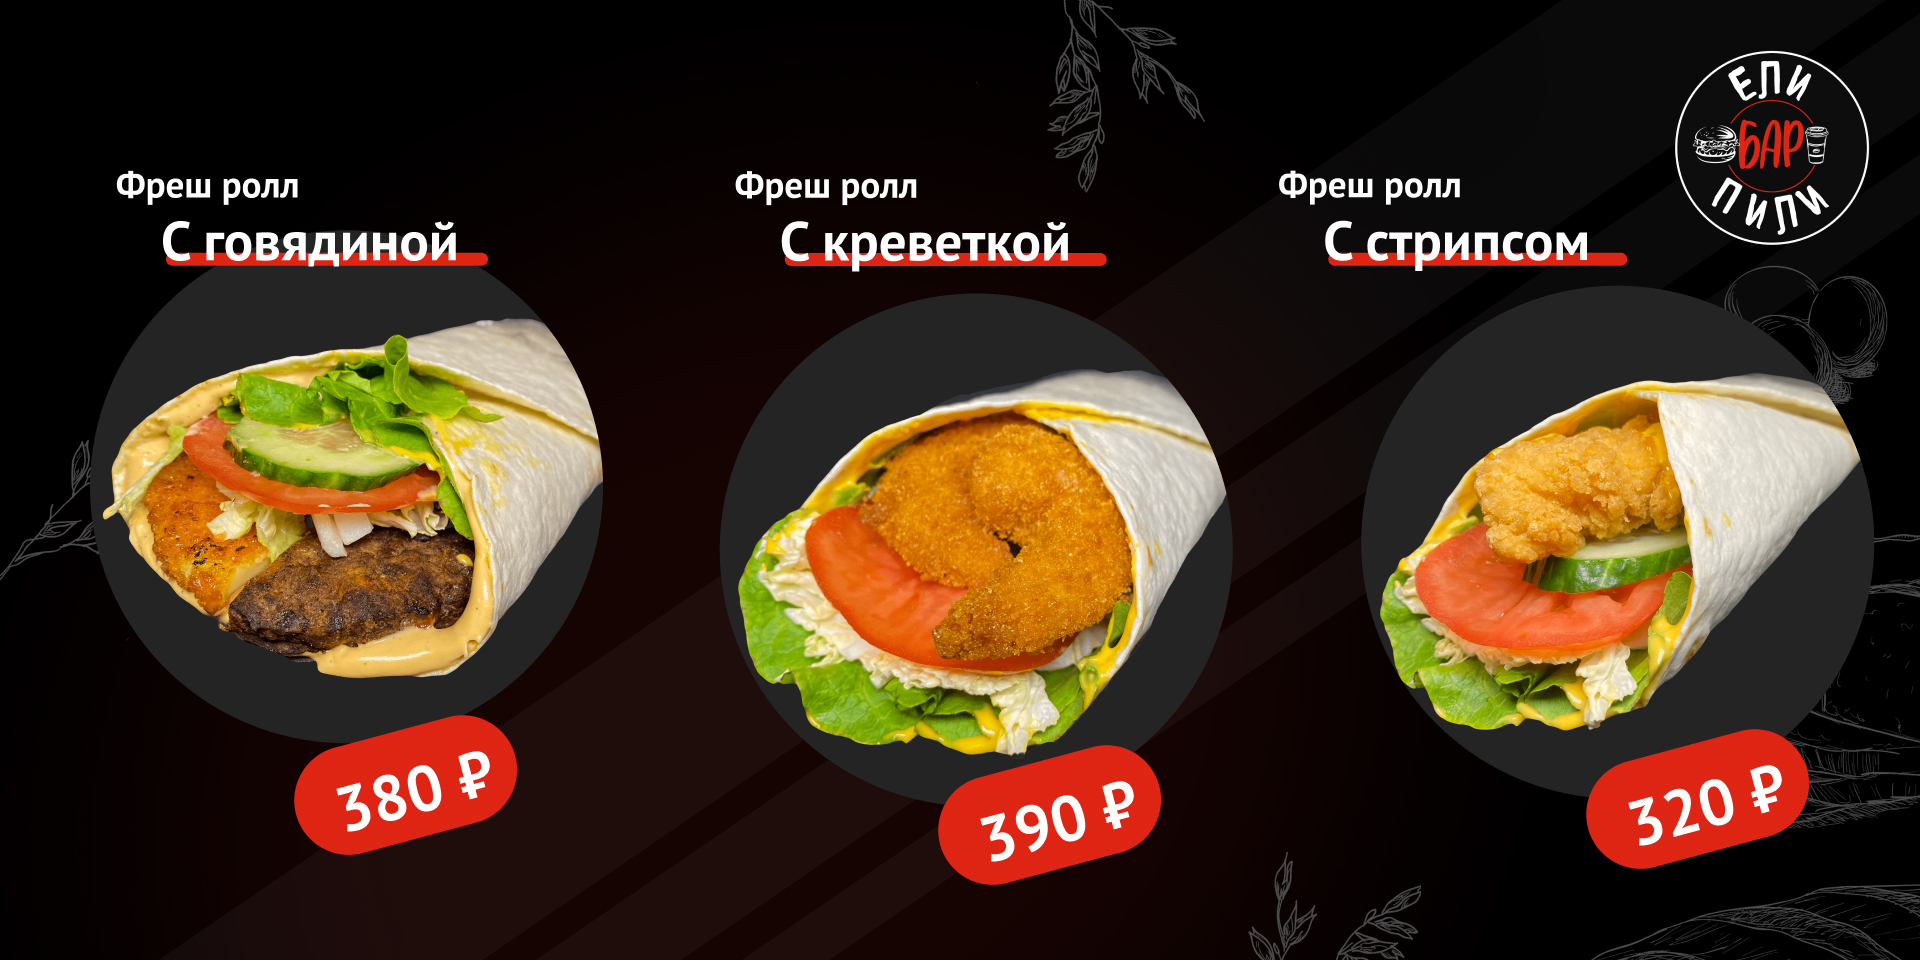 Фреш ролл
С говядиной
380 ₽
Фреш ролл
С креветкой
390 ₽
Фреш ролл
С стрипсом
320 ₽
ЕЛИ
БАР
ПИЛИ